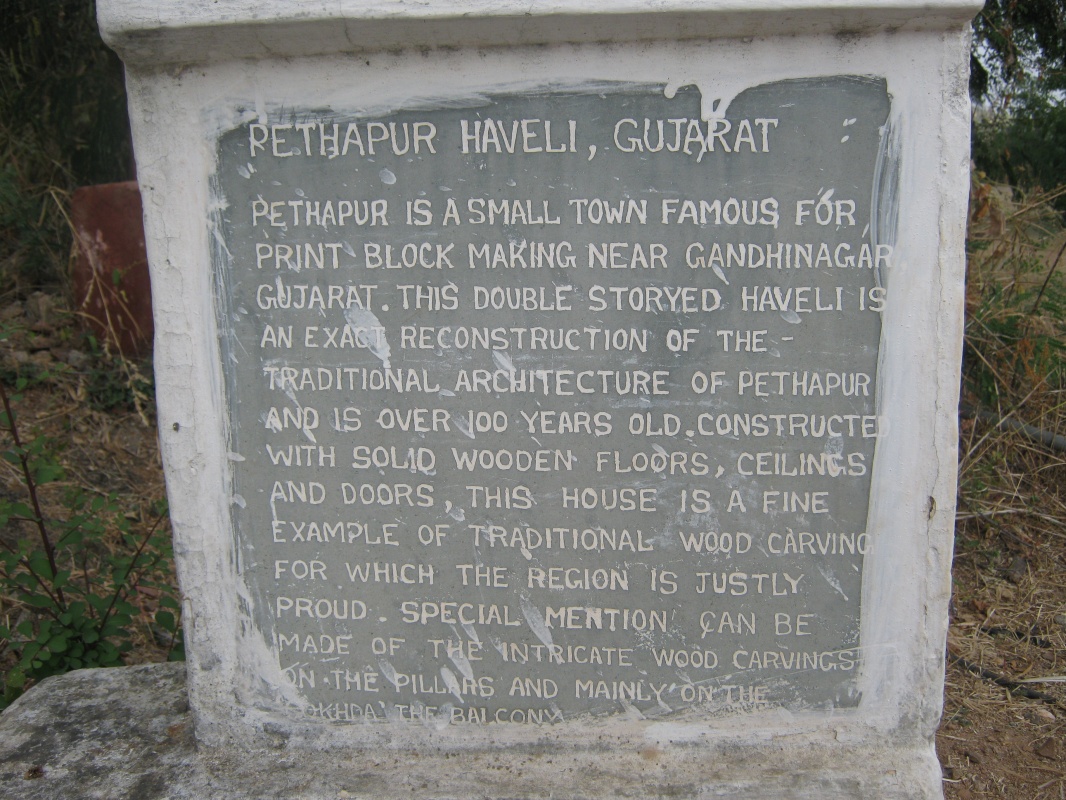 PETHAPUR HAVELI, GUJARAT
PETHAPUR IS A SMALL TOWN FAMOUS FOR
PRINT BLOCK MAKING NEAR GANDHINAGAR
GUJARAT. THIS DOUBLE STORYED HAVELI IS
AN EXACT RECONSTRUCTION OF THE -
TRADITIONAL ARCHITECTURE OF PETHAPUR
AND IS OVER 100 YEARS OLD. CONSTRUCTED
WITH SOLID WOODEN FLOORS, CEILINGS
AND DOORS, THIS HOUSE IS A FINE
EXAMPLE OF TRADITIONAL WOOD CARVING
FOR WHICH THE REGION IS JUSTLY
PROUD. SPECIAL MENTION CAN BE
MADE OF THE INTRICATE WOOD CARVINGS
ON THE PILLARS AND MAINLY ON THE
THE BALCONY